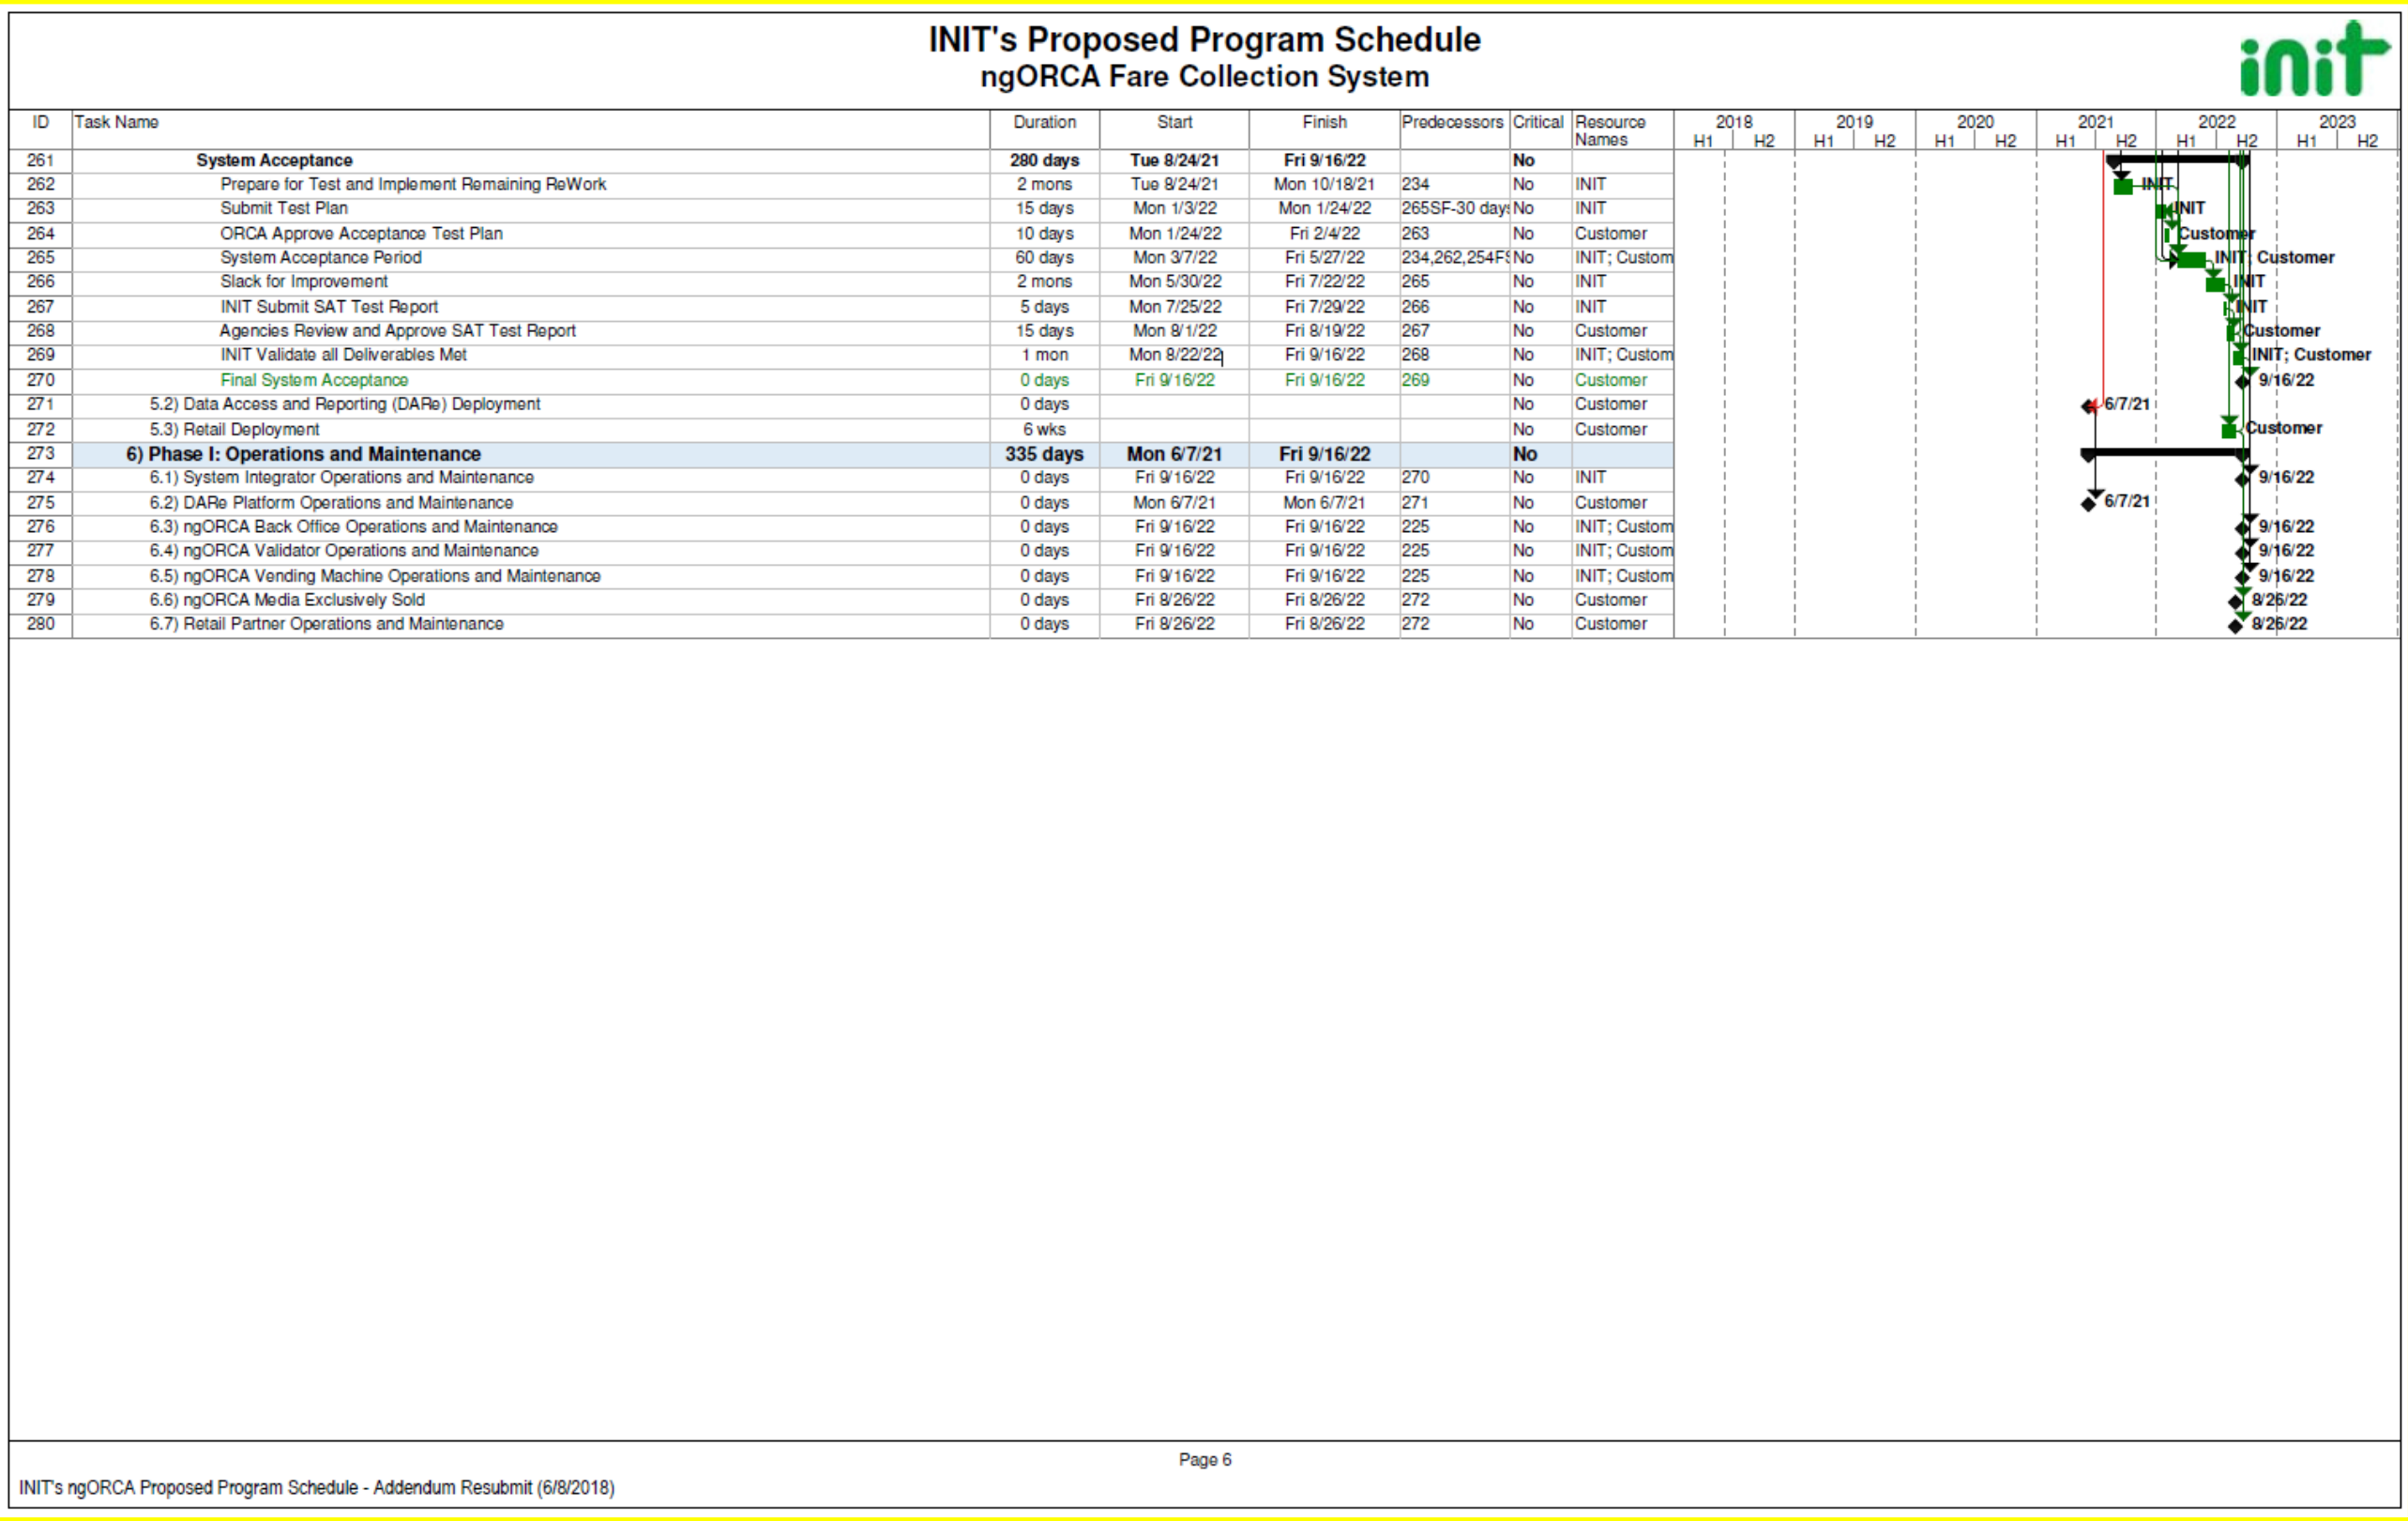 INIT's Proposed Program Schedule
ngORCA Fare Collection System
init
ID Task Name Duration Start Finish Predecessors Critical Resource Names 2018 2019 2020 2021 2022 2023
H1 H2 H1 H2 H1 H2 H1 H2 H1 H2 H1 H2
261 System Acceptance 280 days Tue 8/24/21 Fri 9/16/22 No
262 Prepare for Test and Implement Remaining ReWork 2 mons Tue 8/24/21 Mon 10/18/21 234 No INIT INIT
263 Submit Test Plan 15 days Mon 1/3/22 Mon 1/24/22 265SF-30 days No INIT INIT
264 ORCA Approve Acceptance Test Plan 10 days Mon 1/24/22 Fri 2/4/22 263 No Customer Customer
265 System Acceptance Period 60 days Mon 3/7/22 Fri 5/27/22 234,262,254FS No INIT; Custom INIT; Customer
266 Slack for Improvement 2 mons Mon 5/30/22 Fri 7/22/22 265 No INIT INIT
267 INIT Submit SAT Test Report 5 days Mon 7/25/22 Fri 7/29/22 266 No INIT INIT
268 Agencies Review and Approve SAT Test Report 15 days Mon 8/1/22 Fri 8/19/22 267 No Customer Customer
269 INIT Validate all Deliverables Met 1 mon Mon 8/22/22 Fri 9/16/22 268 No INIT; Custom INIT; Customer
270 Final System Acceptance 0 days Fri 9/16/22 Fri 9/16/22 269 No Customer 9/16/22
271 5.2) Data Access and Reporting (DARe) Deployment 0 days No Customer 6/7/21
272 5.3) Retail Deployment 6 wks No Customer Customer
273 6) Phase I: Operations and Maintenance 335 days Mon 6/7/21 Fri 9/16/22 No
274 6.1) System Integrator Operations and Maintenance 0 days Fri 9/16/22 Fri 9/16/22 270 No INIT 9/16/22
275 6.2) DARe Platform Operations and Maintenance 0 days Mon 6/7/21 Mon 6/7/21 271 No Customer 6/7/21
276 6.3) ngORCA Back Office Operations and Maintenance 0 days Fri 9/16/22 Fri 9/16/22 225 No INIT; Custom 9/16/22
277 6.4) ngORCA Validator Operations and Maintenance 0 days Fri 9/16/22 Fri 9/16/22 225 No INIT; Custom 9/16/22
278 6.5) ngORCA Vending Machine Operations and Maintenance 0 days Fri 9/16/22 Fri 9/16/22 225 No INIT; Custom 9/16/22
279 6.6) ngORCA Media Exclusively Sold 0 days Fri 8/26/22 Fri 8/26/22 272 No Customer 8/26/22
280 6.7) Retail Partner Operations and Maintenance 0 days Fri 8/26/22 Fri 8/26/22 272 No Customer 8/26/22
Page 6
INIT's ngORCA Proposed Program Schedule - Addendum Resubmit (6/8/2018)